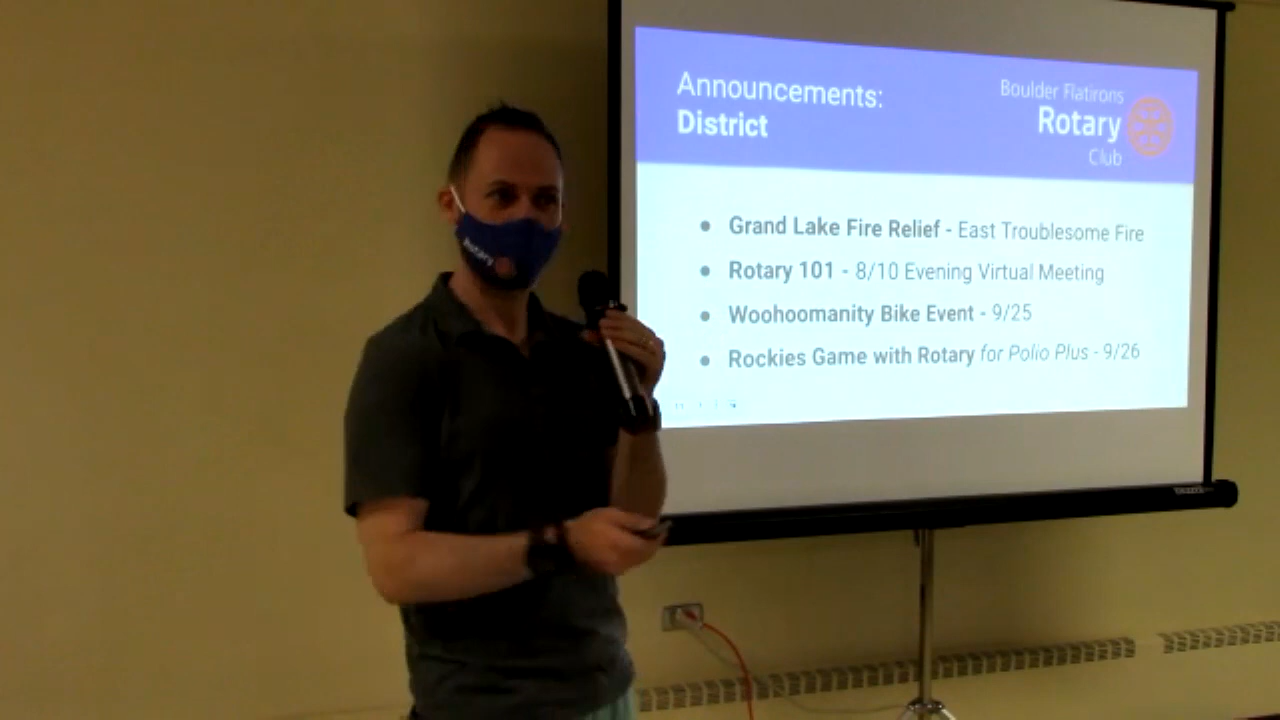 Announcements:
District
Boulder Flatirons
Rotary
Club
Grand Lake Fire Relief - East Troublesome Fire
Rotary 101 - 8/10 Evening Virtual Meeting
Woohoomanity Bike Event - 9/25
Rockies Game with Rotary for Polio Plus - 9/26
Rotary